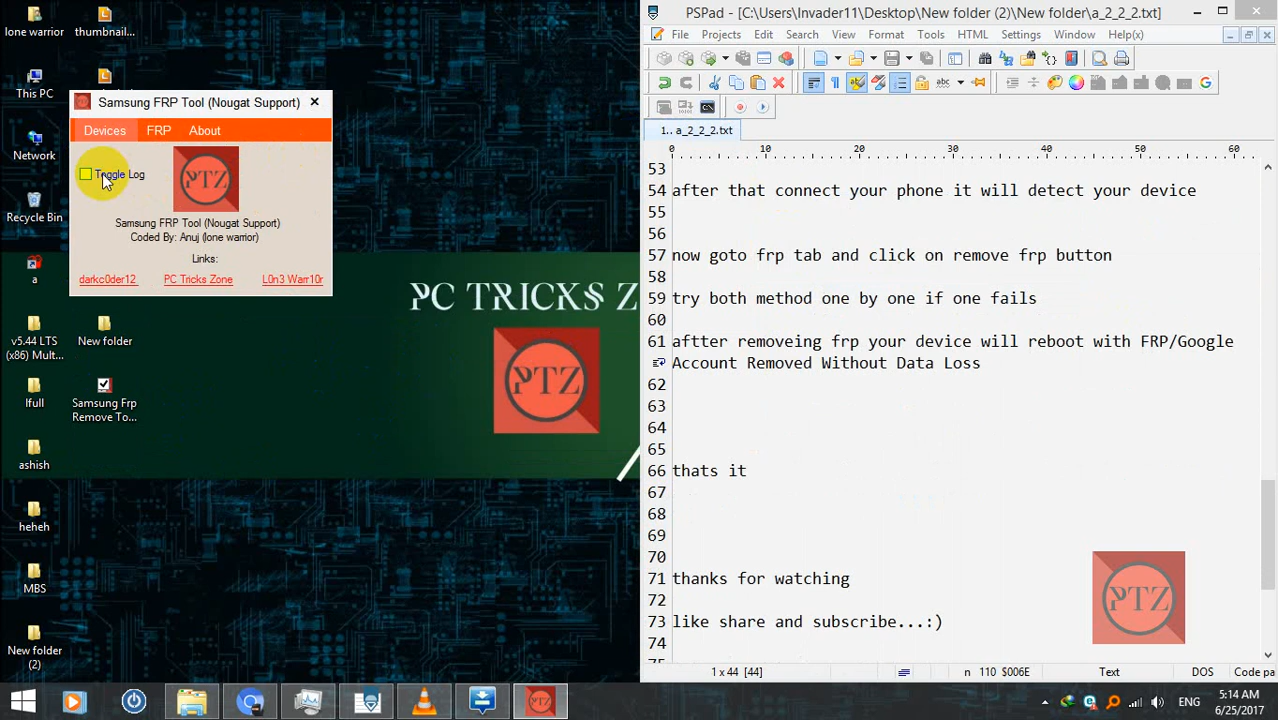 lone warrior
thumbnail...
This PC
Network
Recycle Bin
a
v5.44 LTS
(x86) Mult...
New folder
lfull
Samsung Frp
Remove To...
ashish
heheh
MBS
New folder
(2)
Samsung FRP Tool (Nougat Support)
Devices FRP About
Toggle Log
PTZ
Samsung FRP Tool (Nougat Support)
Coded By: Anuj (lone warrior)
Links:
darkc0der12 PC Tricks Zone L0n3 Warr10r
PC TRICKS Z
PTZ
PSPad - [C:\Users\Invader11\Desktop\New folder (2)\New folder\a_2_2_2.txt]
File Projects Edit Search View Format Tools HTML Settings Window Help(x)
1.. a_2_2_2.txt
0 10 20 30 40 50 60
53
54 after that connect your phone it will detect your device
55
56
57 now goto frp tab and click on remove frp button
58
59 try both method one by one if one fails
60
61 aftter removeing frp your device will reboot with FRP/Google
Account Removed Without Data Loss
62
63
64
65
66 thats it
67
68
69
70
71 thanks for watching
72
73 like share and subscribe...:)
74
PTZ
1 x 44 [44] n 110 $006E Text DOS Code pa
ENG
5:14 AM
6/25/2017